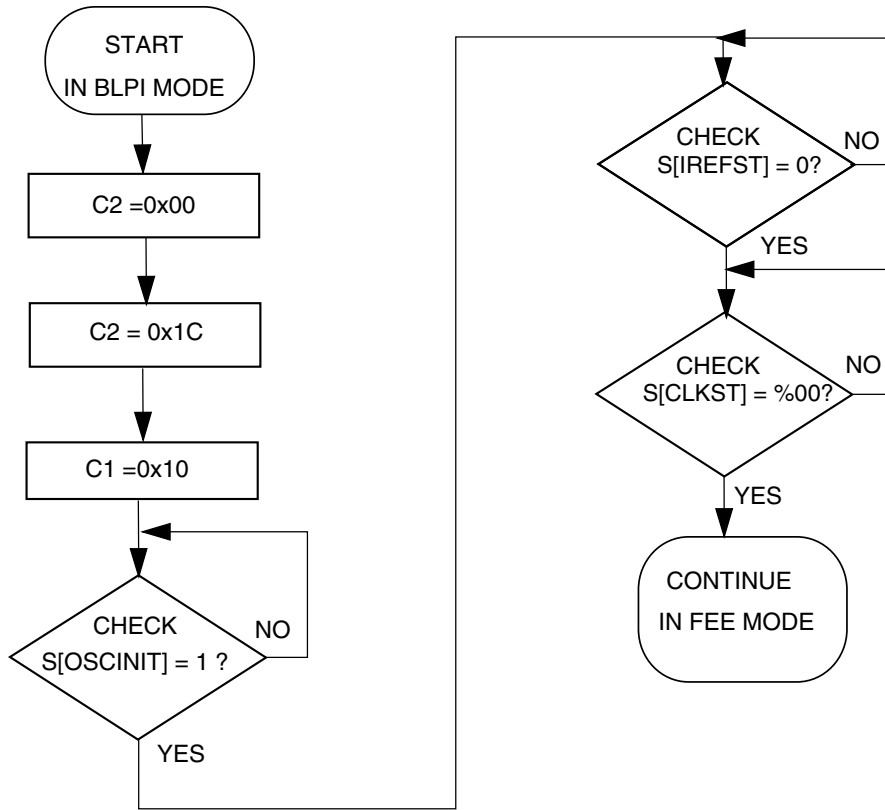 START
IN BLPI MODE
C2 =0x00
C2 = 0x1C
C1 =0x10
CHECK
S[OSCINIT] = 1 ?
NO
YES
CHECK
S[IREFST] = 0?
NO
YES
CHECK
S[CLKST] = %00?
NO
YES
CONTINUE
IN FEE MODE